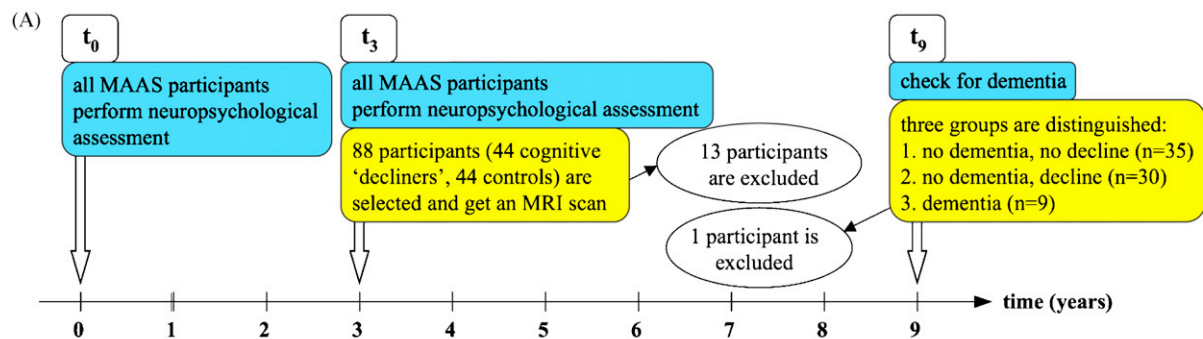 (A)
t0
all MAAS participants
perform neuropsychological
assessment
t3
all MAAS participants
perform neuropsychological assessment
88 participants (44 cognitive
‘decliners’, 44 controls) are
selected and get an MRI scan
13 participants
are excluded
1 participant is
excluded
t9
check for dementia
three groups are distinguished:
1. no dementia, no decline (n=35)
2. no dementia, decline (n=30)
3. dementia (n=9)
0 1 2 3 4 5 6 7 8 9 time (years)